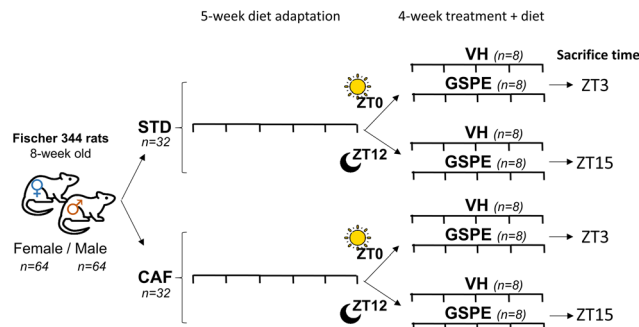 5-week diet adaptation
4-week treatment + diet
Sacrifice time
Fischer 344 rats
8-week old
Female / Male
n=64 n=64
STD
n=32
ZT0
ZT12
VH (n=8)
GSPE (n=8)
ZT3
VH (n=8)
GSPE (n=8)
ZT15
CAF
n=32
ZT0
ZT12
VH (n=8)
GSPE (n=8)
ZT3
VH (n=8)
GSPE (n=8)
ZT15